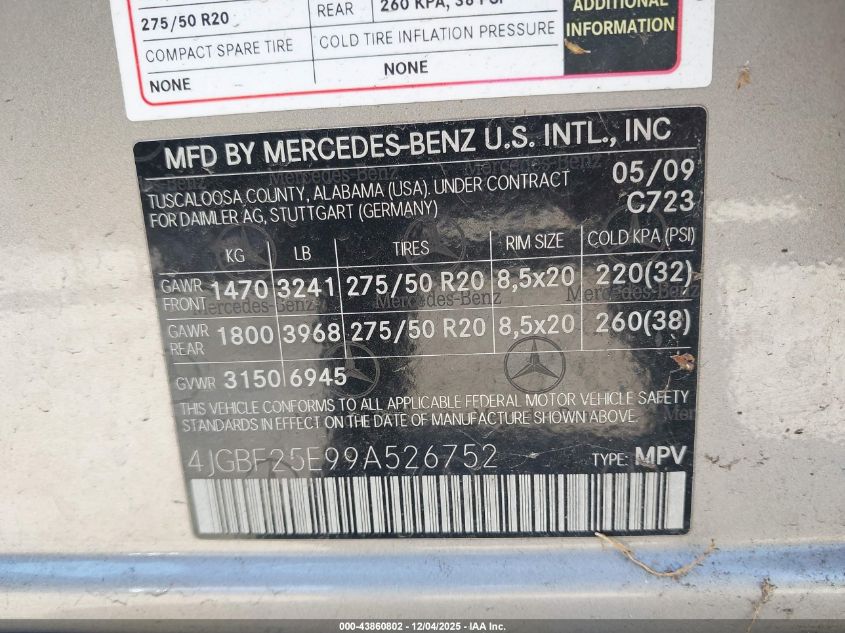 275/50 R20 REAR 260 KPA, 38 PSI
COMPACT SPARE TIRE COLD TIRE INFLATION PRESSURE
NONE NONE
ADDITIONAL
INFORMATION
MFD BY MERCEDES-BENZ U.S. INTL., INC
TUSCALOOSA COUNTY, ALABAMA (USA). UNDER CONTRACT 05/09
FOR DAIMLER AG, STUTTGART (GERMANY) C723
KG LB TIRES RIM SIZE COLD KPA (PSI)
GAWR FRONT 1470 3241 275/50 R20 8,5x20 220(32)
GAWR REAR 1800 3968 275/50 R20 8,5x20 260(38)
GVWR 3150 6945
THIS VEHICLE CONFORMS TO ALL APPLICABLE FEDERAL MOTOR VEHICLE SAFETY
STANDARDS IN EFFECT ON THE DATE OF MANUFACTURE SHOWN ABOVE.
4JGBF25E99A526752 TYPE: MPV
000-43860802 - 12/04/2025 - IAA Inc.